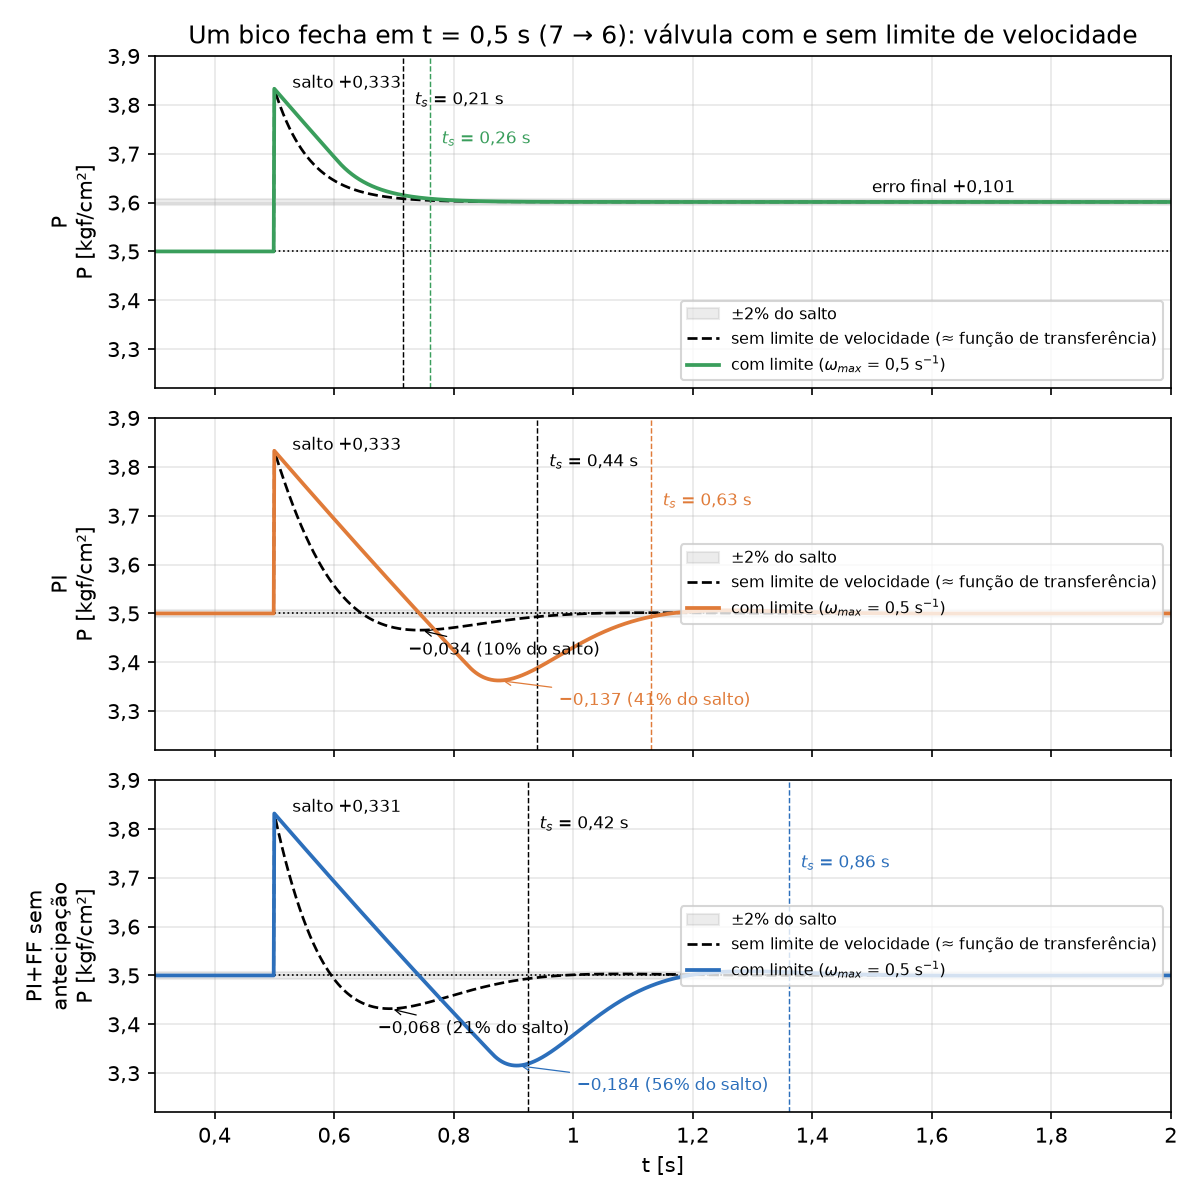 Um bico fecha em t = 0,5 s (7 → 6): válvula com e sem limite de velocidade
P
P [kgf/cm²]
3,9
3,8
3,7
3,6
3,5
3,4
3,3
salto +0,333
tₛ = 0,21 s
tₛ = 0,26 s
erro final +0,101
±2% do salto
sem limite de velocidade (≈ função de transferência)
com limite (ω_max = 0,5 s⁻¹)
PI
P [kgf/cm²]
3,9
3,8
3,7
3,6
3,5
3,4
3,3
salto +0,333
tₛ = 0,44 s
tₛ = 0,63 s
−0,034 (10% do salto)
−0,137 (41% do salto)
±2% do salto
sem limite de velocidade (≈ função de transferência)
com limite (ω_max = 0,5 s⁻¹)
PI+FF sem
antecipação
P [kgf/cm²]
3,9
3,8
3,7
3,6
3,5
3,4
3,3
salto +0,331
tₛ = 0,42 s
tₛ = 0,86 s
−0,068 (21% do salto)
−0,184 (56% do salto)
±2% do salto
sem limite de velocidade (≈ função de transferência)
com limite (ω_max = 0,5 s⁻¹)
0,4 0,6 0,8 1 1,2 1,4 1,6 1,8 2
t [s]